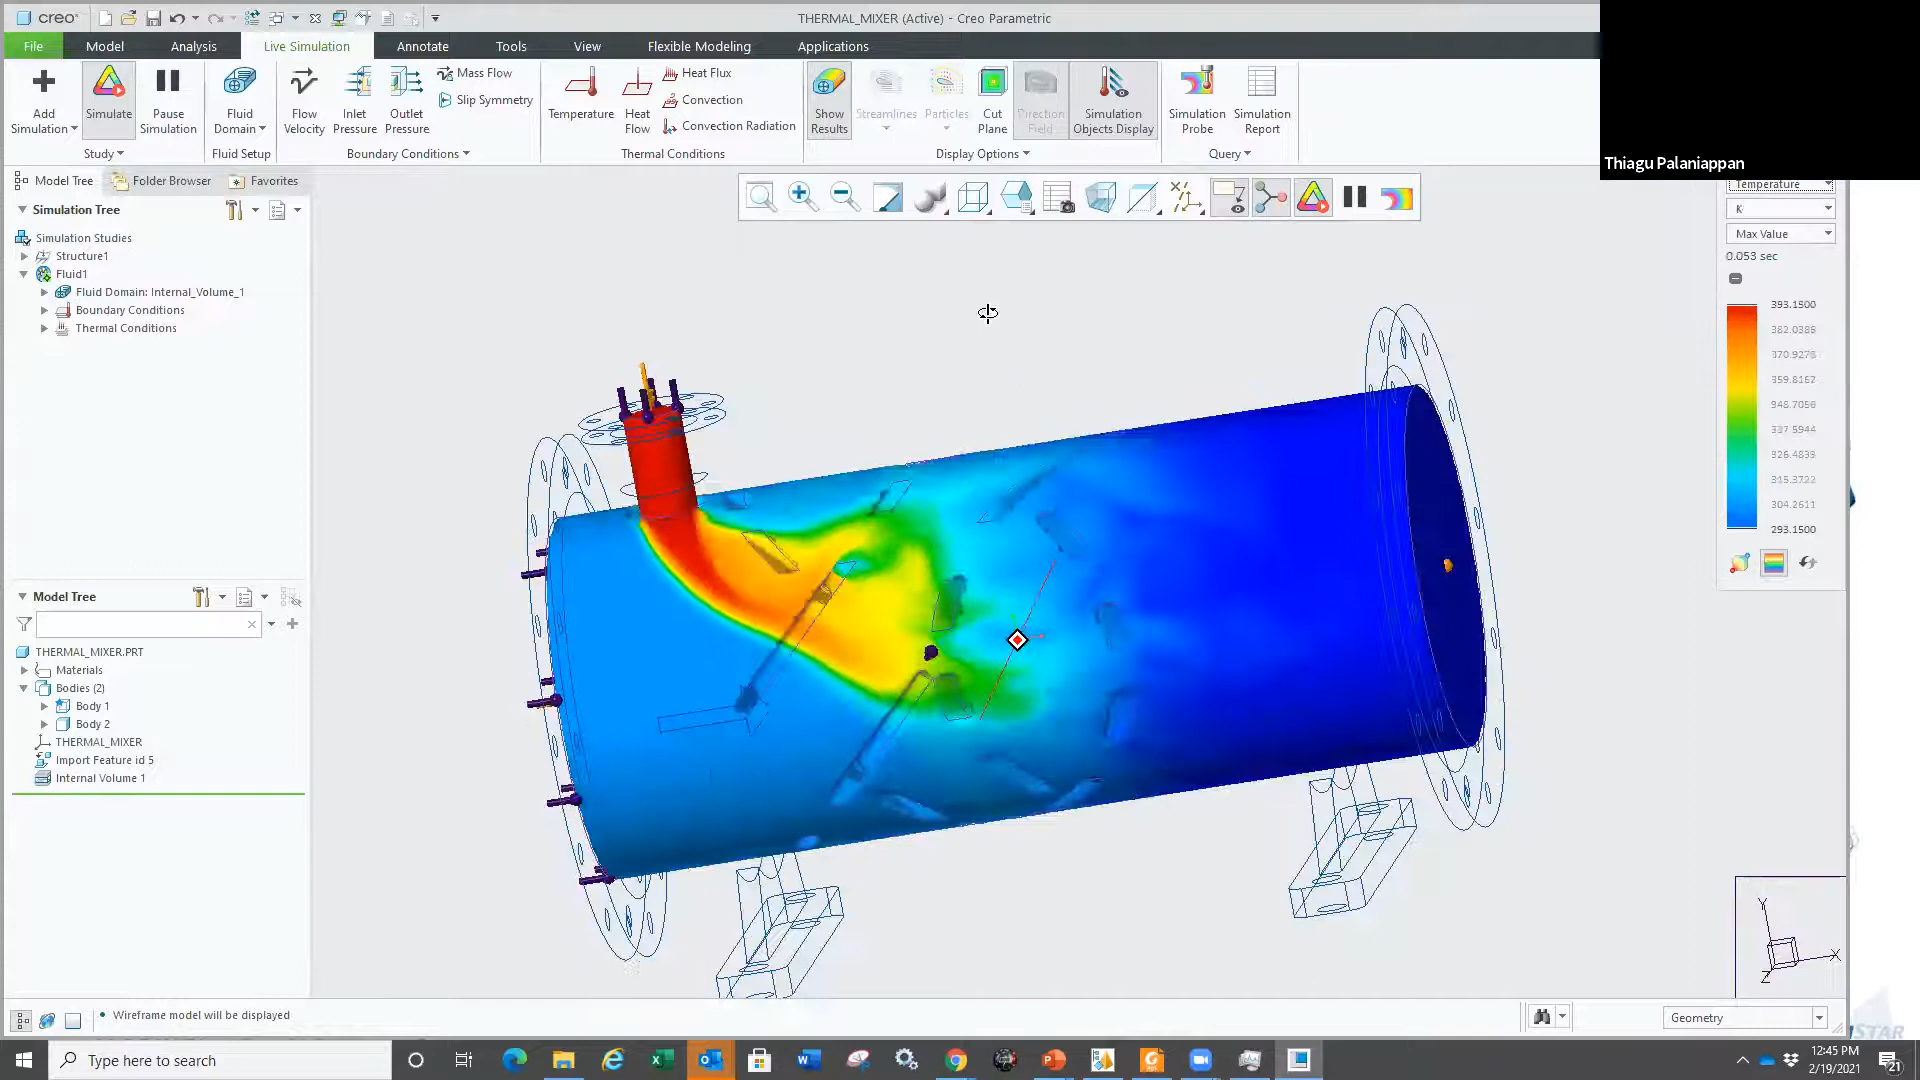 creo
THERMAL_MIXER (Active) - Creo Parametric
File
Model
Analysis
Live Simulation
Annotate
Tools
View
Flexible Modeling
Applications
Add Simulation
Simulate
Pause Simulation
Study
Fluid Domain
Fluid Setup
Flow Velocity
Inlet Pressure
Outlet Pressure
Mass Flow
Slip Symmetry
Boundary Conditions
Temperature
Heat Flow
Heat Flux
Convection
Convection Radiation
Thermal Conditions
Show Results
Streamlines
Particles
Cut Plane
Direction Field
Simulation Objects Display
Display Options
Simulation Probe
Simulation Report
Query
Thiagu Palaniappan
Model Tree
Folder Browser
Favorites
Simulation Tree
Simulation Studies
Structure1
Fluid1
Fluid Domain: Internal_Volume_1
Boundary Conditions
Thermal Conditions
Model Tree
THERMAL_MIXER.PRT
Materials
Bodies (2)
Body 1
Body 2
THERMAL_MIXER
Import Feature id 5
Internal Volume 1
Temperature
K
Max Value
0.053 sec
393.1500
382.0386
370.9276
359.8162
348.7056
337.5944
326.4833
315.3722
304.2611
293.1500
Y
X
Z
Wireframe model will be displayed
Geometry
STAR
Type here to search
12:45 PM
2/19/2021
21